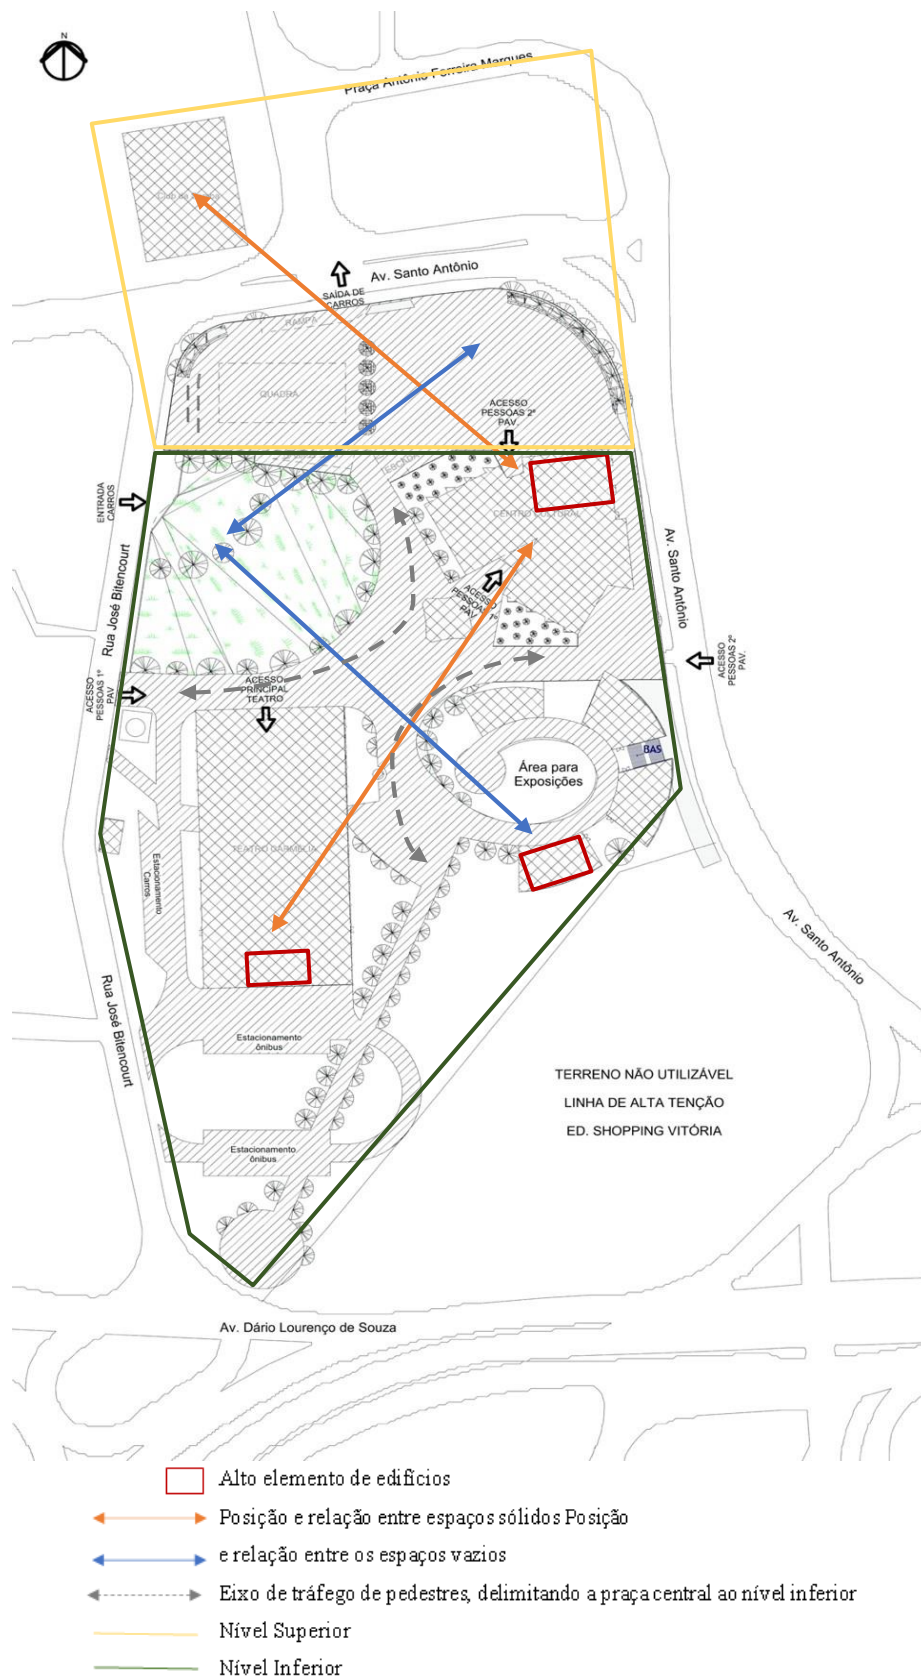 N
Praça Antônio Ferreira Marques
Av. Santo Antônio
SAÍDA DE
CARROS
RAMPA
QUADRA
ACESSO
PESSOAS 2º
PAV.
ENTRADA
CARROS
CENTRO CULTURAL
Rua José Bitencourt
Av. Santo Antônio
ACESSO
PESSOAS 1º
PAV.
ACESSO
PESSOAS 2º
PAV.
ACESSO
PESSOAS 1º
PAV.
ACESSO
PRINCIPAL
TEATRO
BAS
Área para
Exposições
TEATRO CARMÉLIA
Estacionamento
Carros
Av. Santo Antônio
Rua José Bitencourt
Estacionamento
ônibus
TERRENO NÃO UTILIZÁVEL
LINHA DE ALTA TENÇÃO
ED. SHOPPING VITÓRIA
Estacionamento
ônibus
Av. Dário Lourenço de Souza
Alto elemento de edifícios
Posição e relação entre espaços sólidos Posição
e relação entre os espaços vazios
Eixo de tráfego de pedestres, delimitando a praça central ao nível inferior
Nível Superior
Nível Inferior